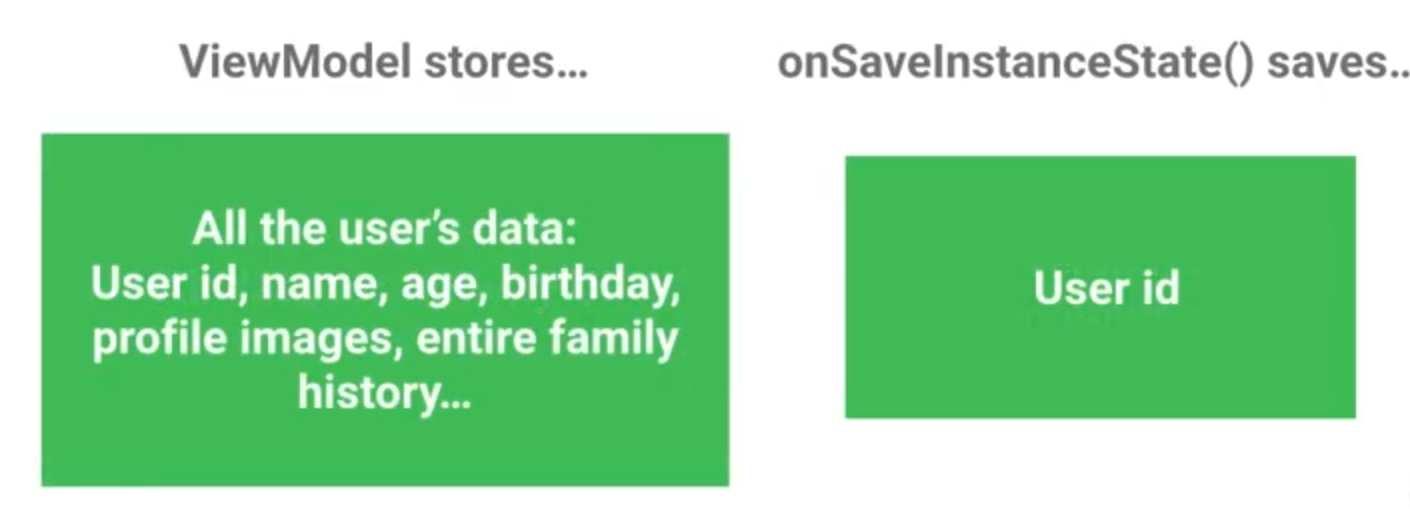 ViewModel stores...
onSaveInstanceState() saves..
All the user's data:
User id, name, age, birthday,
profile images, entire family
history...
User id